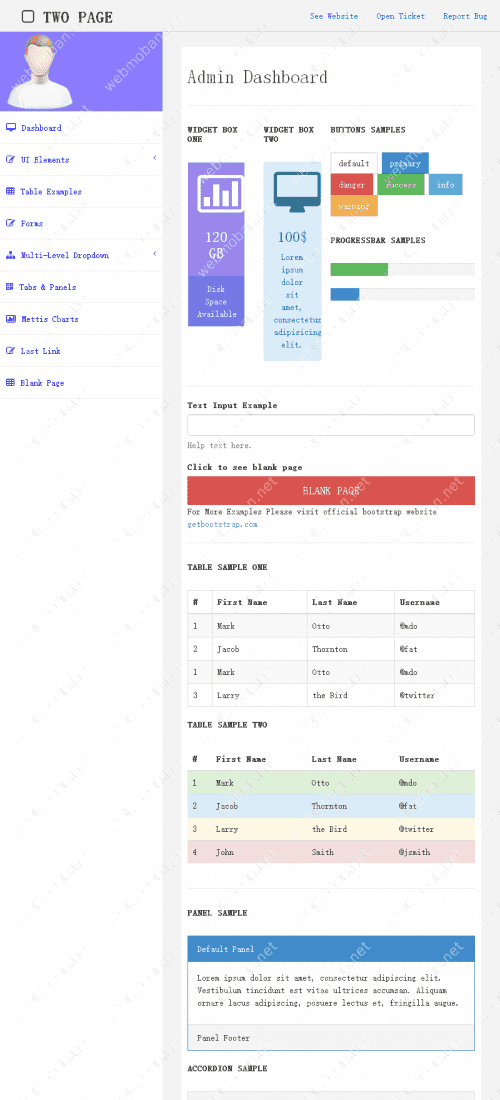 TWO PAGE
See Website Open Ticket Report Bug
Dashboard
UI Elements
Table Examples
Forms
Multi-Level Dropdown
Tabs & Panels
Mettis Charts
Last Link
Blank Page
Admin Dashboard
WIDGET BOX
ONE
120
GB
Disk
Space
Available
WIDGET BOX
TWO
100$
Lorem
ipsum
dolor
sit
amet,
consectetur
adipisicing
elit.
BUTTONS SAMPLES
default primary
danger success info
warning
PROGRESSBAR SAMPLES
Text Input Example
Help text here.
Click to see blank page
BLANK PAGE
For More Examples Please visit official bootstrap website
getbootstrap.com
TABLE SAMPLE ONE
# First Name Last Name Username
1 Mark Otto @mdo
2 Jacob Thornton @fat
1 Mark Otto @mdo
3 Larry the Bird @twitter
TABLE SAMPLE TWO
# First Name Last Name Username
1 Mark Otto @mdo
2 Jacob Thornton @fat
3 Larry the Bird @twitter
4 John Smith @jsmith
PANEL SAMPLE
Default Panel
Lorem ipsum dolor sit amet, consectetur adipiscing elit.
Vestibulum tincidunt est vitae ultrices accumsan. Aliquam
ornare lacus adipiscing, posuere lectus et, fringilla augue.
Panel Footer
ACCORDION SAMPLE